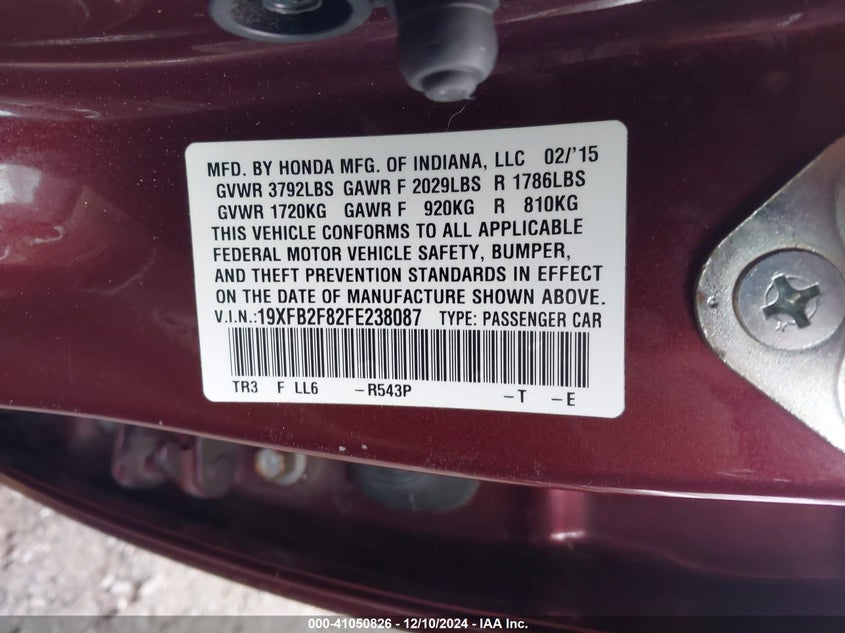 MFD. BY HONDA MFG. OF INDIANA, LLC 02/'15
GVWR 3792LBS GAWR F 2029LBS R 1786LBS
GVWR 1720KG GAWR F 920KG R 810KG
THIS VEHICLE CONFORMS TO ALL APPLICABLE
FEDERAL MOTOR VEHICLE SAFETY, BUMPER,
AND THEFT PREVENTION STANDARDS IN EFFECT
ON THE DATE OF MANUFACTURE SHOWN ABOVE.
V.I.N.:19XFB2F82FE238087 TYPE: PASSENGER CAR
TR3 F LL6 –R543P –T –E
000-41050826 - 12/10/2024 - IAA Inc.